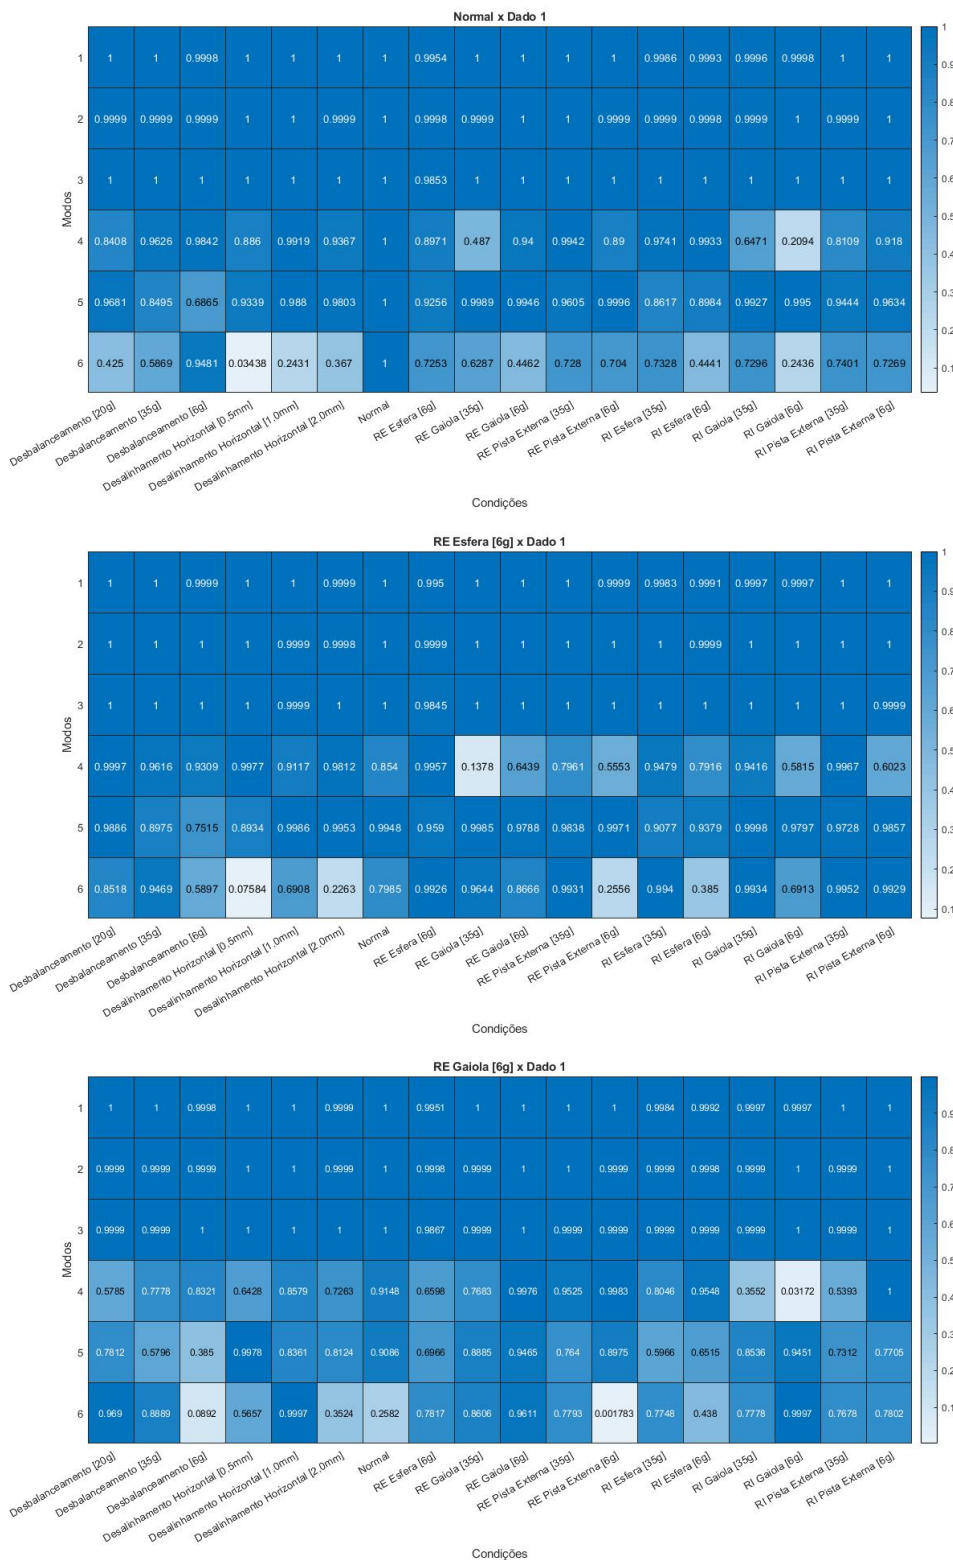 Normal x Dado 1
1 1 1 0.9998 1 1 1 1 0.9954 1 1 1 1 0.9986 0.9993 0.9996 0.9998 1 1
2 0.9999 0.9999 0.9999 1 1 0.9999 1 0.9998 0.9999 1 1 0.9999 0.9999 0.9998 0.9999 1 0.9999 1
3 1 1 1 1 1 1 1 0.9853 1 1 1 1 1 1 1 1 1 1
4 0.8408 0.9626 0.9842 0.886 0.9919 0.9367 1 0.8971 0.487 0.94 0.9942 0.89 0.9741 0.9933 0.6471 0.2094 0.8109 0.918
5 0.9681 0.8495 0.6865 0.9339 0.988 0.9803 1 0.9256 0.9989 0.9946 0.9605 0.9996 0.8617 0.8984 0.9927 0.995 0.9444 0.9634
6 0.425 0.5869 0.9481 0.03438 0.2431 0.367 1 0.7253 0.6287 0.4462 0.728 0.704 0.7328 0.4441 0.7296 0.2436 0.7401 0.7269
Modos
Desbalanceamento [20g] Desbalanceamento [35g] Desbalanceamento [6g] Desalinhamento Horizontal [0.5mm] Desalinhamento Horizontal [1.0mm] Desalinhamento Horizontal [2.0mm] Normal RE Esfera [6g] RE Gaiola [35g] RE Gaiola [6g] RE Pista Externa [35g] RE Pista Externa [6g] RI Esfera [35g] RI Esfera [6g] RI Gaiola [35g] RI Gaiola [6g] RI Pista Externa [35g] RI Pista Externa [6g]
Condições
1
RE Esfera [6g] x Dado 1
1 1 1 0.9999 1 1 0.9999 1 0.995 1 1 1 0.9999 0.9983 0.9991 0.9997 0.9997 1 1
2 1 1 1 1 0.9999 0.9998 1 0.9999 1 1 1 1 1 0.9999 1 1 1 1
3 1 1 1 1 0.9999 1 1 0.9845 1 1 1 1 1 1 1 1 1 0.9999
4 0.9997 0.9616 0.9309 0.9977 0.9117 0.9812 0.854 0.9957 0.1378 0.6439 0.7961 0.5553 0.9479 0.7916 0.9416 0.5815 0.9967 0.6023
5 0.9886 0.8975 0.7515 0.8934 0.9986 0.9953 0.9948 0.959 0.9985 0.9788 0.9838 0.9971 0.9077 0.9379 0.9998 0.9797 0.9728 0.9857
6 0.8518 0.9469 0.5897 0.07584 0.6908 0.2263 0.7985 0.9926 0.9644 0.8666 0.9931 0.2556 0.994 0.385 0.9934 0.6913 0.9952 0.9929
Modos
Desbalanceamento [20g] Desbalanceamento [35g] Desbalanceamento [6g] Desalinhamento Horizontal [0.5mm] Desalinhamento Horizontal [1.0mm] Desalinhamento Horizontal [2.0mm] Normal RE Esfera [6g] RE Gaiola [35g] RE Gaiola [6g] RE Pista Externa [35g] RE Pista Externa [6g] RI Esfera [35g] RI Esfera [6g] RI Gaiola [35g] RI Gaiola [6g] RI Pista Externa [35g] RI Pista Externa [6g]
Condições
1
RE Gaiola [6g] x Dado 1
1 1 1 0.9998 1 1 0.9999 1 0.9951 1 1 1 1 0.9984 0.9992 0.9997 0.9997 1 1
2 0.9999 0.9999 0.9999 1 1 0.9999 1 0.9998 0.9999 1 1 0.9999 0.9999 0.9998 0.9999 1 0.9999 1
3 0.9999 0.9999 1 1 1 1 1 0.9867 0.9999 1 0.9999 0.9999 0.9999 0.9999 0.9999 1 0.9999 1
4 0.5785 0.7778 0.8321 0.6428 0.8579 0.7263 0.9148 0.6598 0.7683 0.9976 0.9525 0.9983 0.8046 0.9548 0.3552 0.03172 0.5393 1
5 0.7812 0.5796 0.385 0.9978 0.8361 0.8124 0.9086 0.6966 0.8885 0.9465 0.764 0.8975 0.5966 0.6515 0.8536 0.9451 0.7312 0.7705
6 0.969 0.8889 0.0892 0.5657 0.9997 0.3524 0.2582 0.7817 0.8606 0.9611 0.7793 0.001783 0.7748 0.438 0.7778 0.9997 0.7678 0.7802
Modos
Desbalanceamento [20g] Desbalanceamento [35g] Desbalanceamento [6g] Desalinhamento Horizontal [0.5mm] Desalinhamento Horizontal [1.0mm] Desalinhamento Horizontal [2.0mm] Normal RE Esfera [6g] RE Gaiola [35g] RE Gaiola [6g] RE Pista Externa [35g] RE Pista Externa [6g] RI Esfera [35g] RI Esfera [6g] RI Gaiola [35g] RI Gaiola [6g] RI Pista Externa [35g] RI Pista Externa [6g]
Condições